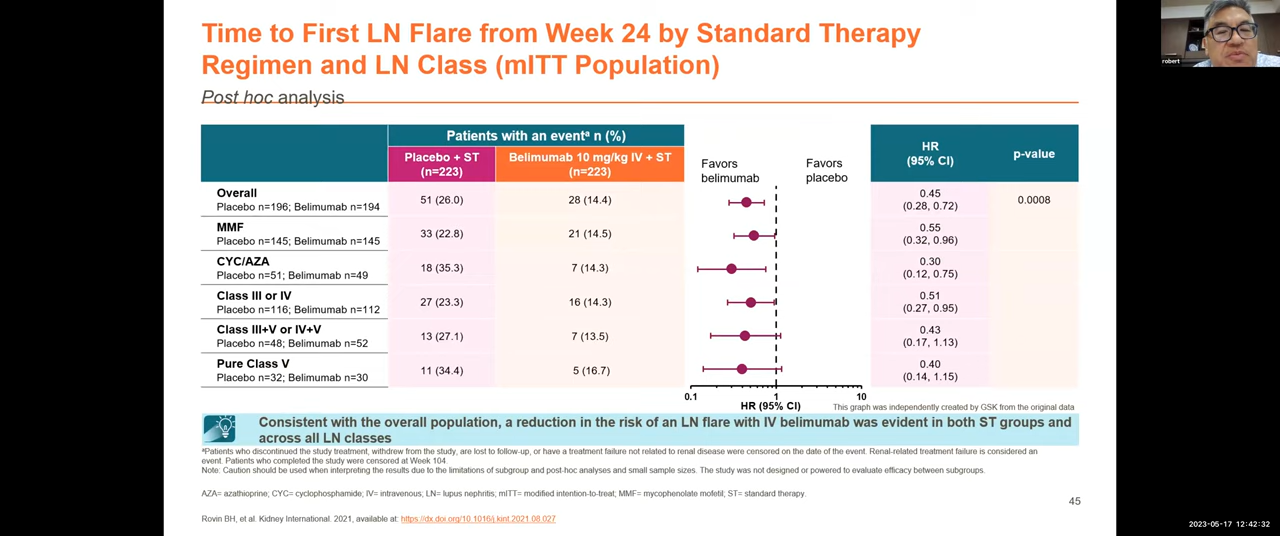 Time to First LN Flare from Week 24 by Standard Therapy
Regimen and LN Class (mITT Population)
Post hoc analysis
robert
Patients with an eventᵃ n (%)
Placebo + ST
(n=223)
Belimumab 10 mg/kg IV + ST
(n=223)
Favors
belimumab
Favors
placebo
HR
(95% CI)
p-value
Overall
Placebo n=196; Belimumab n=194
51 (26.0)
28 (14.4)
0.45
(0.28, 0.72)
0.0008
MMF
Placebo n=145; Belimumab n=145
33 (22.8)
21 (14.5)
0.55
(0.32, 0.96)
CYC/AZA
Placebo n=51; Belimumab n=49
18 (35.3)
7 (14.3)
0.30
(0.12, 0.75)
Class III or IV
Placebo n=116; Belimumab n=112
27 (23.3)
16 (14.3)
0.51
(0.27, 0.95)
Class III+V or IV+V
Placebo n=48; Belimumab n=52
13 (27.1)
7 (13.5)
0.43
(0.17, 1.13)
Pure Class V
Placebo n=32; Belimumab n=30
11 (34.4)
5 (16.7)
0.40
(0.14, 1.15)
0.1 1 10
HR (95% CI)
This graph was independently created by GSK from the original data
Consistent with the overall population, a reduction in the risk of an LN flare with IV belimumab was evident in both ST groups and
across all LN classes
ᵃPatients who discontinued the study treatment, withdrew from the study, are lost to follow-up, or have a treatment failure not related to renal disease were censored on the date of the event. Renal-related treatment failure is considered an
event. Patients who completed the study were censored at Week 104.
Note: Caution should be used when interpreting the results due to the limitations of subgroup and post-hoc analyses and small sample sizes. The study was not designed or powered to evaluate efficacy between subgroups.
AZA= azathioprine; CYC= cyclophosphamide, IV= intravenous; LN= lupus nephritis; mITT= modified intention-to-treat; MMF= mycophenolate mofetil; ST= standard therapy.
45
Rovin BH, et al. Kidney International. 2021, available at: https://dx.doi.org/10.1016/j.kint.2021.08.027
2023-05-17 12:42:32